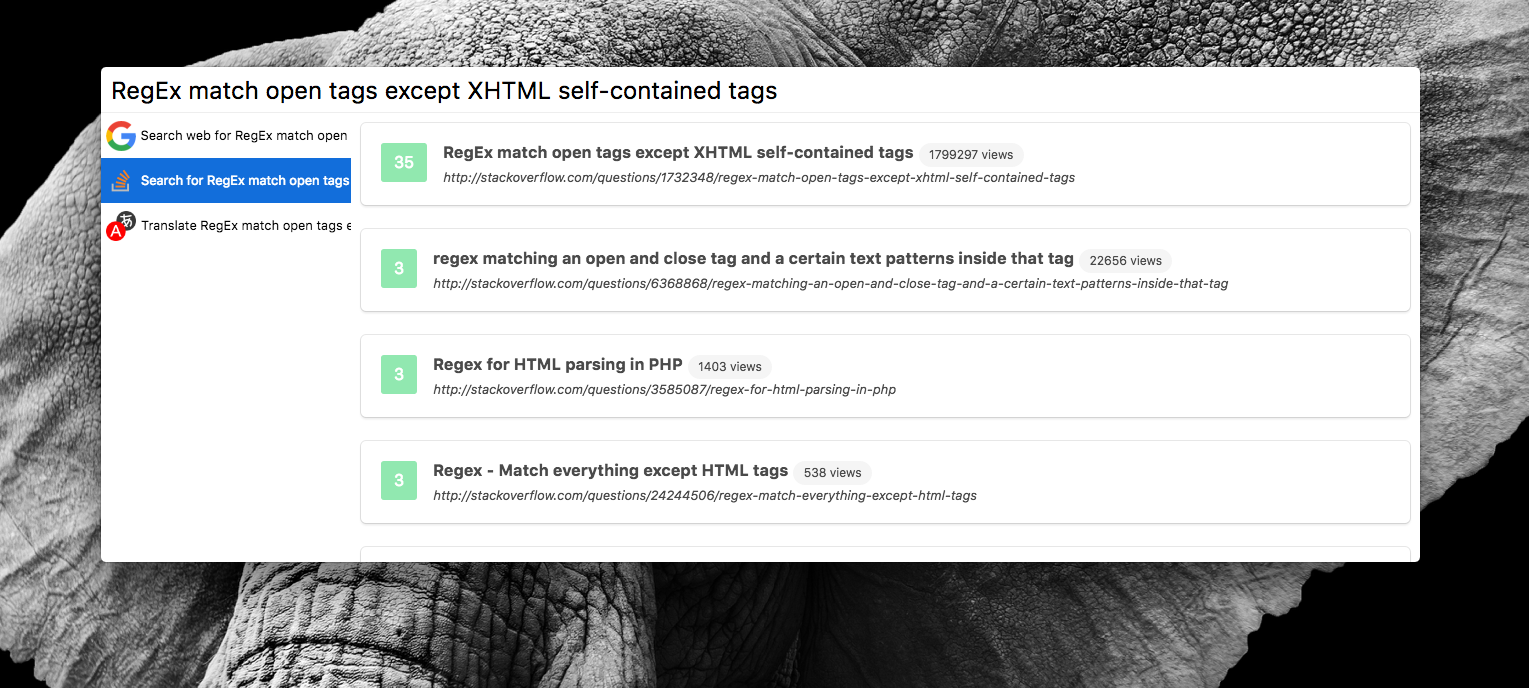 RegEx match open tags except XHTML self-contained tags
Search web for RegEx match open
Search for RegEx match open tags
Translate RegEx match open tags e
35
RegEx match open tags except XHTML self-contained tags 1799297 views
http://stackoverflow.com/questions/1732348/regex-match-open-tags-except-xhtml-self-contained-tags
3
regex matching an open and close tag and a certain text patterns inside that tag 22656 views
http://stackoverflow.com/questions/6368868/regex-matching-an-open-and-close-tag-and-a-certain-text-patterns-inside-that-tag
3
Regex for HTML parsing in PHP 1403 views
http://stackoverflow.com/questions/3585087/regex-for-html-parsing-in-php
3
Regex - Match everything except HTML tags 538 views
http://stackoverflow.com/questions/24244506/regex-match-everything-except-html-tags